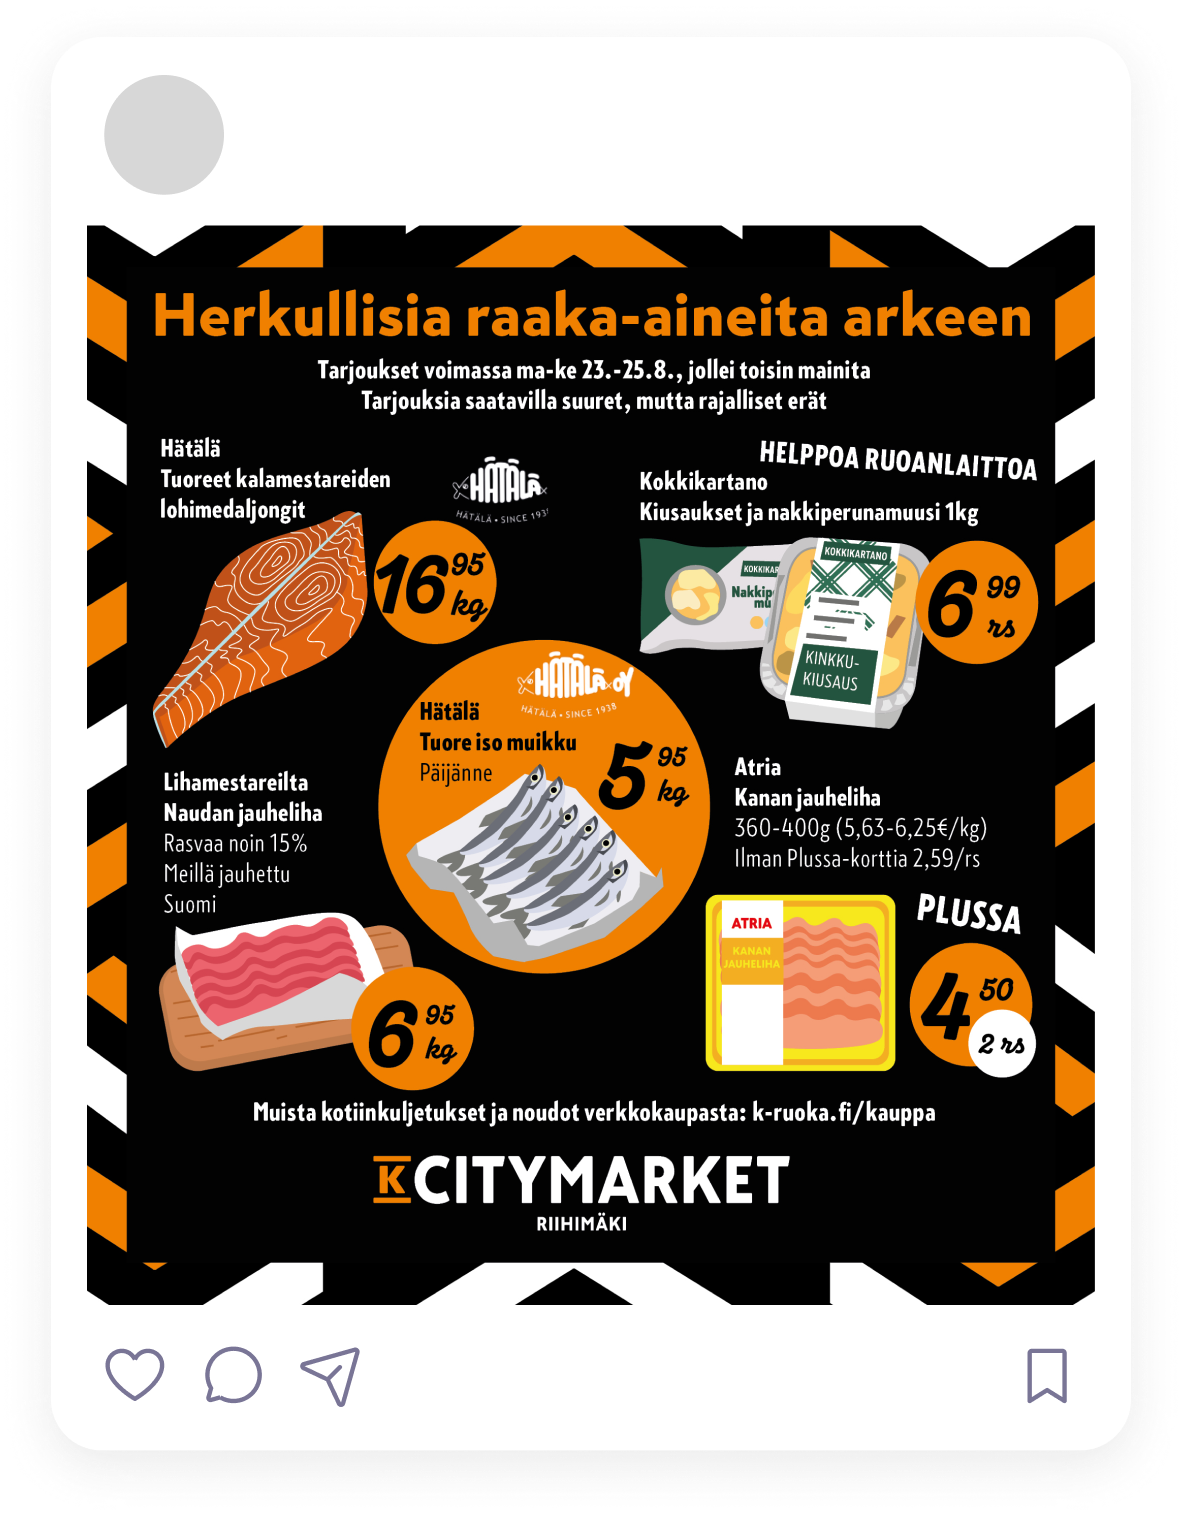 Herkullisia raaka-aineita arkeen
Tarjoukset voimassa ma-ke 23.-25.8., jollei toisin mainita
Tarjouksia saatavilla suuret, mutta rajalliset erät
Hätälä
Tuoreet kalamestareiden
lohimedaljongit
HÄTÄLÄ
HÄTÄLÄ • SINCE 193
16 95
kg
HELPPOA RUOANLAITTOA
Kokkikartano
Kiusaukset ja nakkiperunamuusi 1kg
KOKKIKAR
Nakkip
mu
KOKKIKARTANO
KINKKU-
KIUSAUS
6 99
rs
HÄTÄLÄ OY
HÄTÄLÄ • SINCE 1938
Hätälä
Tuore iso muikku
Päijänne
5 95
kg
Lihamestareilta
Naudan jauheliha
Rasvaa noin 15%
Meillä jauhettu
Suomi
6 95
kg
Atria
Kanan jauheliha
360-400g (5,63-6,25€/kg)
Ilman Plussa-korttia 2,59/rs
ATRIA
KANAN
JAUHELIHA
PLUSSA
4 50
2 rs
Muista kotiinkuljetukset ja noudot verkkokaupasta: k-ruoka.fi/kauppa
K CITYMARKET
RIIHIMÄKI